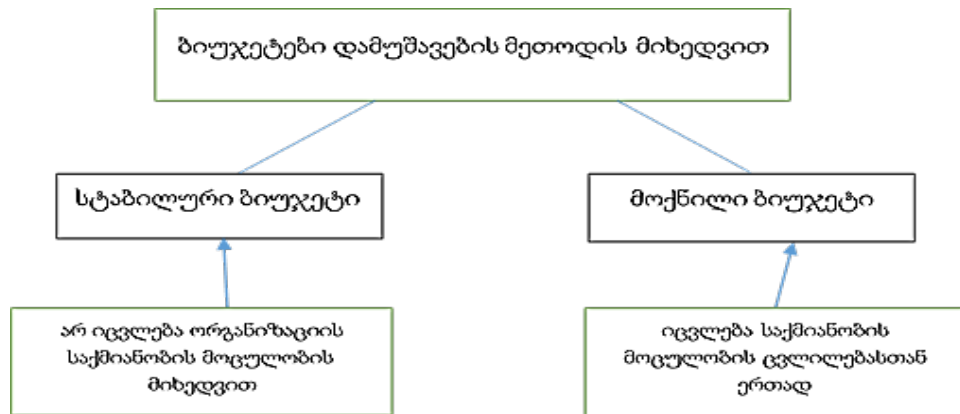 ბიუჯეტები დამუშავების მეთოდის მიხედვით
სტაბილური ბიუჯეტი
მოქნილი ბიუჯეტი
არ იცვლება ორგანიზაციის
საქმიანობის მოცულობის
მიხედვით
იცვლება საქმიანობის
მოცულობის ცვლილებასთან
ერთად